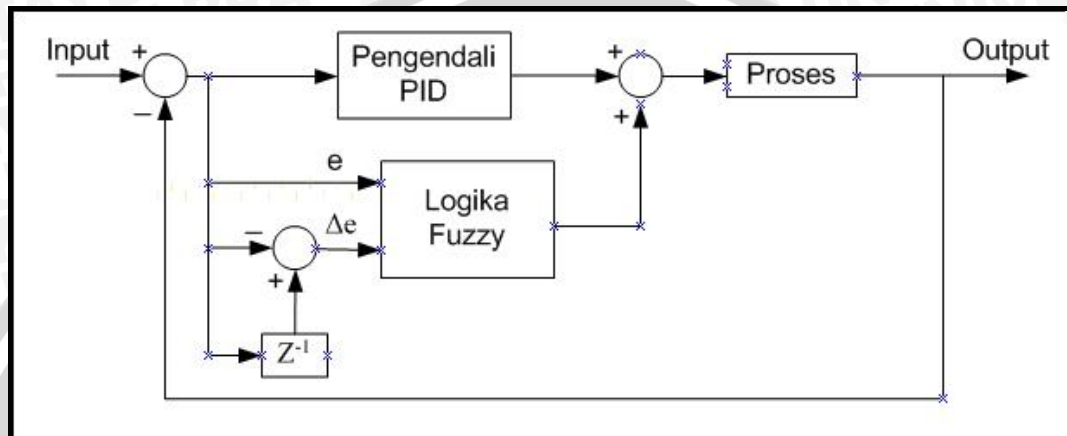 Input
+
−
Pengendali
PID
+
+
Proses
Output
e
Logika
Fuzzy
−
Δe
+
Z⁻¹